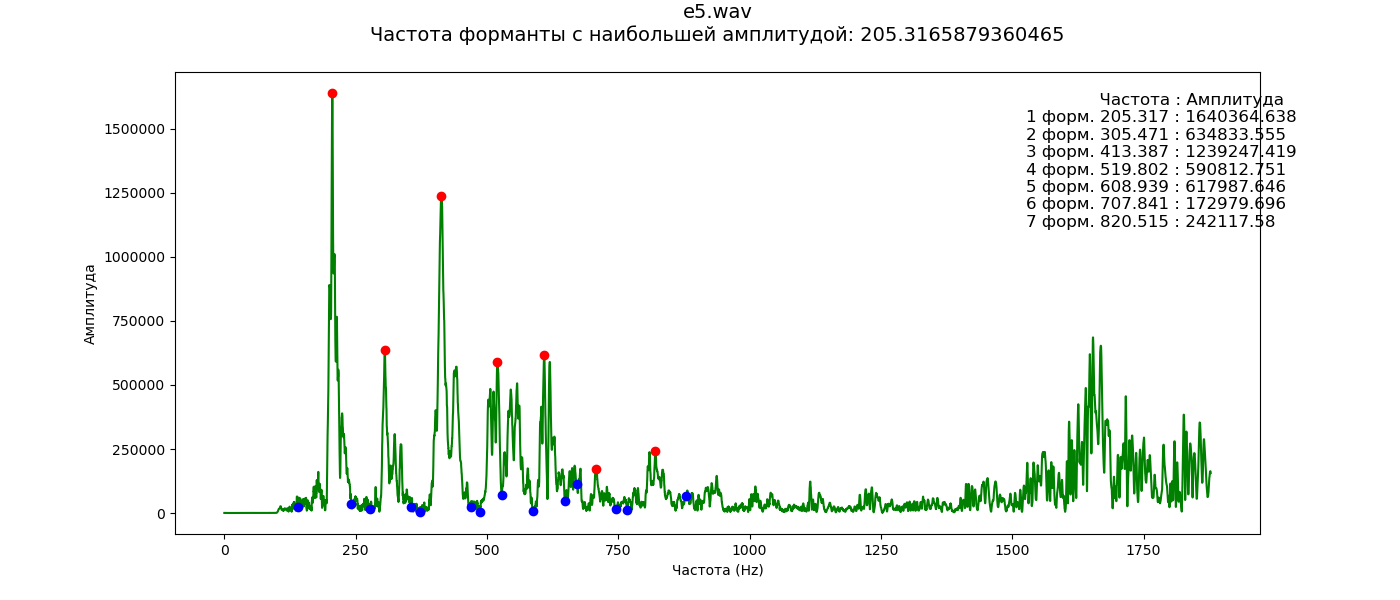 e5.wav
Частота форманты с наибольшей амплитудой: 205.3165879360465
Частота : Амплитуда
1 форм. 205.317 : 1640364.638
2 форм. 305.471 : 634833.555
3 форм. 413.387 : 1239247.419
4 форм. 519.802 : 590812.751
5 форм. 608.939 : 617987.646
6 форм. 707.841 : 172979.696
7 форм. 820.515 : 242117.58
Амплитуда
1500000
1250000
1000000
750000
500000
250000
0
0 250 500 750 1000 1250 1500 1750
Частота (Hz)